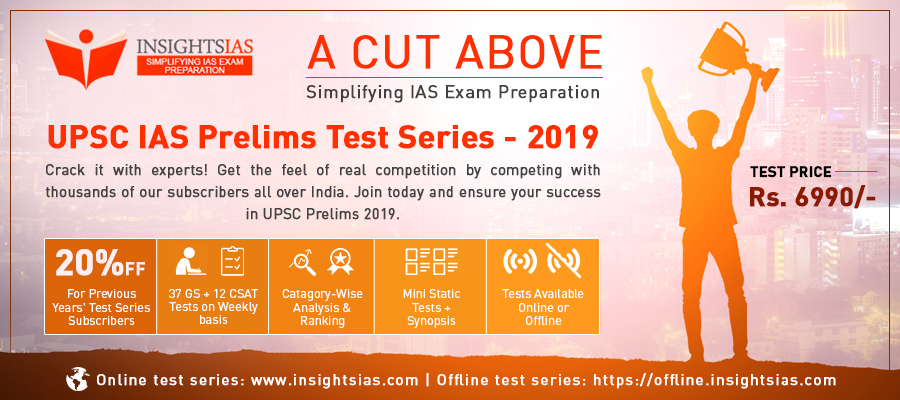 INSIGHTSIAS
SIMPLIFYING IAS EXAM
PREPARATION
A CUT ABOVE
Simplifying IAS Exam Preparation
UPSC IAS Prelims Test Series - 2019
Crack it with experts! Get the feel of real competition by competing with
thousands of our subscribers all over India. Join today and ensure your success
in UPSC Prelims 2019.
TEST PRICE
Rs. 6990/-
20%OFF
For Previous
Years' Test Series
Subscribers
37 GS + 12 CSAT
Tests on Weekly
basis
Catagory-Wise
Analysis &
Ranking
Mini Static
Tests +
Synopsis
Tests Available
Online or
Offline
Online test series: www.insightsias.com | Offline test series: https://offline.insightsias.com